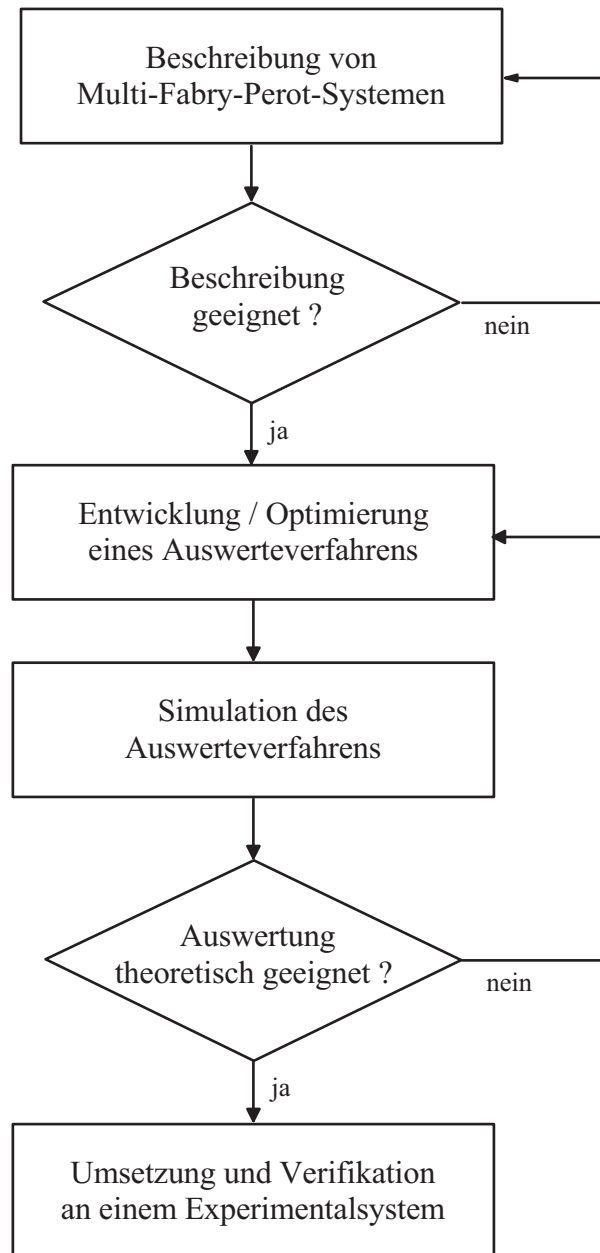 Beschreibung von
Multi-Fabry-Perot-Systemen
Beschreibung
geeignet ?
nein
ja
Entwicklung / Optimierung
eines Auswerteverfahrens
Simulation des
Auswerteverfahrens
Auswertung
theoretisch geeignet ?
nein
ja
Umsetzung und Verifikation
an einem Experimentalsystem